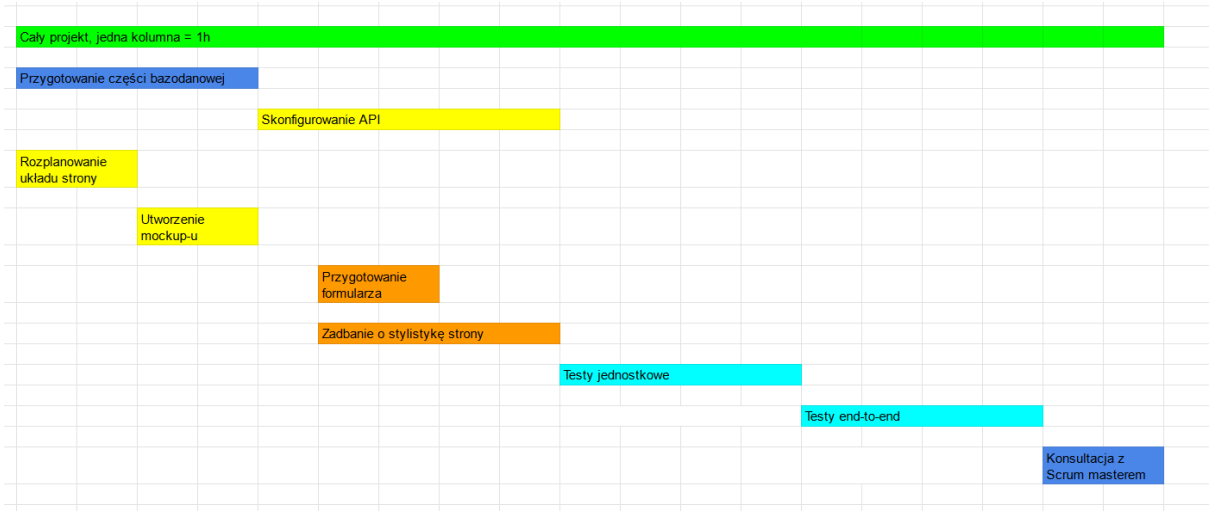 Cały projekt, jedna kolumna = 1h
Przygotowanie części bazodanowej
Skonfigurowanie API
Rozplanowanie
układu strony
Utworzenie
mockup-u
Przygotowanie
formularza
Zadbanie o stylistykę strony
Testy jednostkowe
Testy end-to-end
Konsultacja z
Scrum masterem